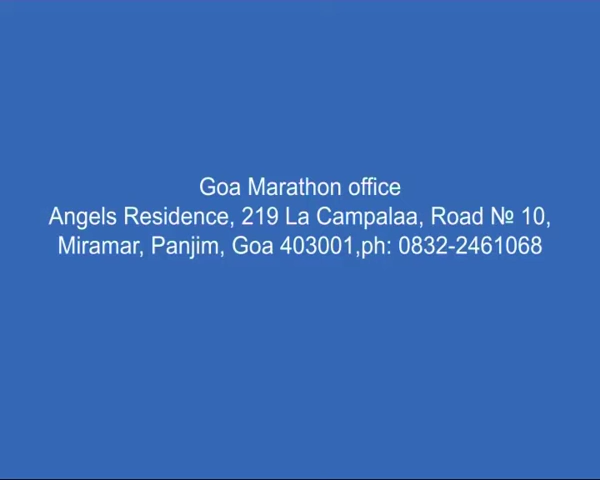 Goa Marathon office
Angels Residence, 219 La Campalaa, Road № 10,
Miramar, Panjim, Goa 403001,ph: 0832-2461068